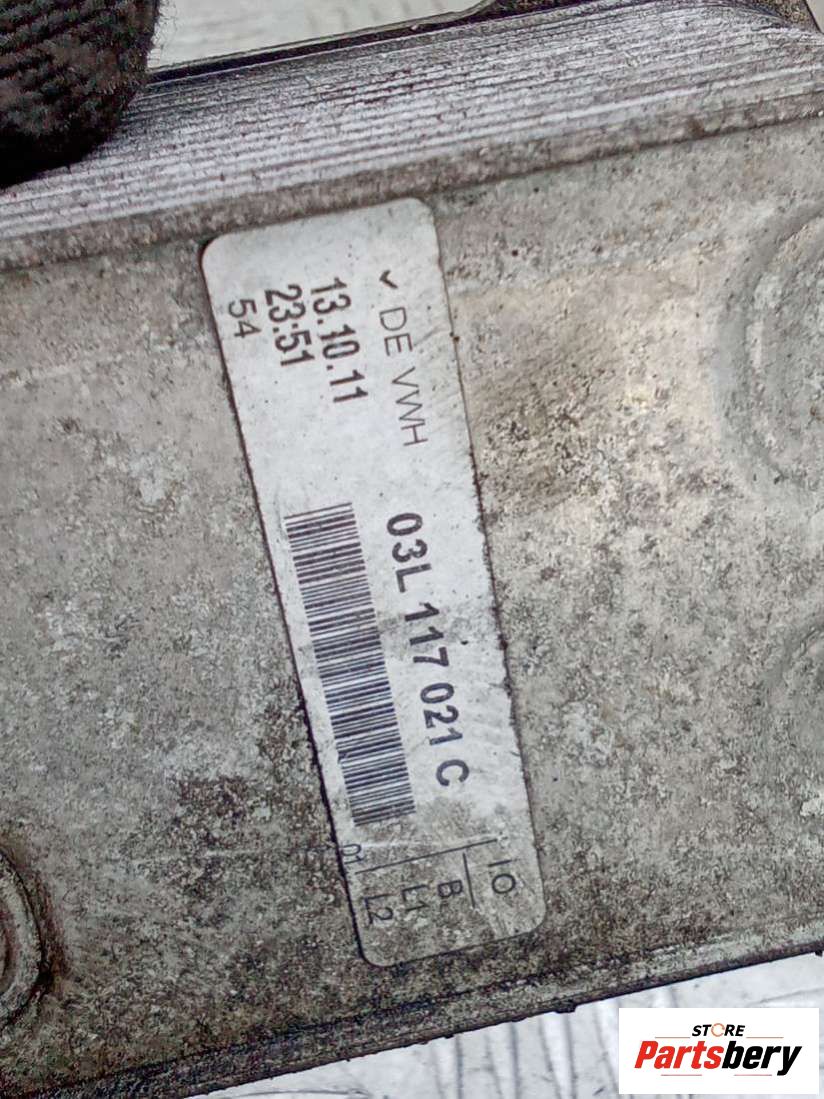 ✓ DE VWH
13.10.11
23:51
54
03L 117 021 C
01
IO
B
L1
L2
STORE
Partsbery